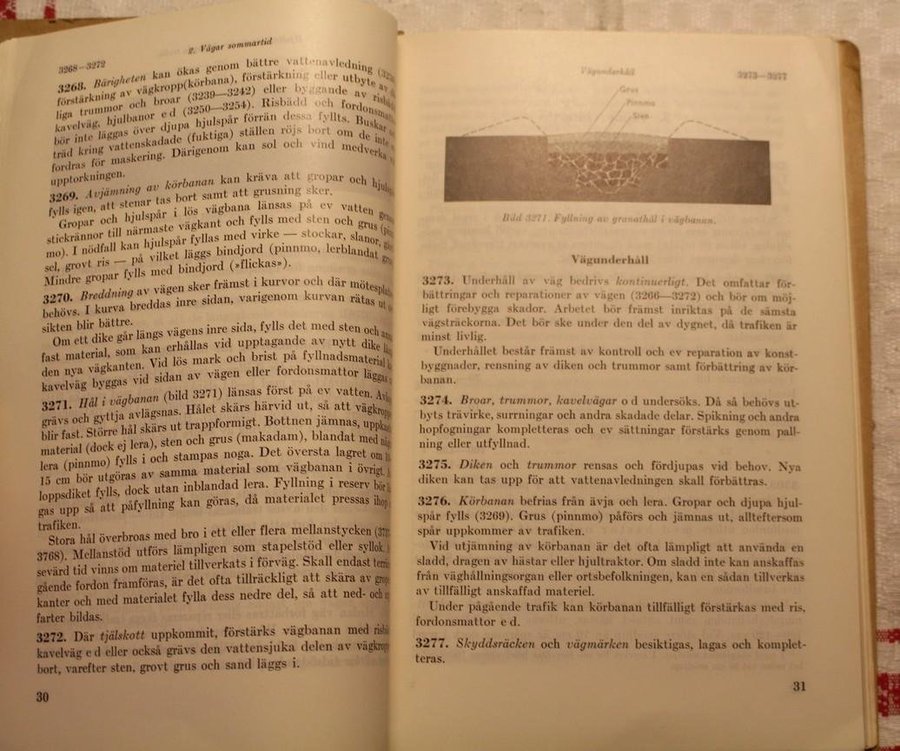 2. Vägar sommartid
3268—3272
3268. Bärigheten kan ökas genom bättre vattenavledning
förstärkning av vägkropp(körbana), förstärkning eller utbyte av
liga trummor och broar (3239—3242) eller byggande av
kavelväg, hjulbanor e d (3250—3254). Risbädd och
bör inte läggas över djupa hjulspår förrän dessa fyllts.
träd kring vattenskadade (fuktiga) ställen röjs bort om de inte
fordras för maskering. Därigenom kan sol och vind medverka
upptorkningen.
3269. Avjämning av körbanan kan kräva att gropar och
fylls igen, att stenar tas bort samt att grusning sker.
Gropar och hjulspår i lös vägbana länsas på ev vatten
stickrännor till närmaste vägkant och fylls med sten och grus
mo). I nödfall kan hjulspår fyllas med virke — stockar, slanor,
sel, grovt ris — på vilket läggs bindjord (pinnmo, lerblandat
Mindre gropar fylls med bindjord (»flickas»).
3270. Breddning av vägen sker främst i kurvor och där
behövs. I kurva breddas inre sidan, varigenom kurvan rätas ut
sikten blir bättre.
Om ett dike går längs vägens inre sida, fylls det med sten och
fast material, som kan erhållas vid upptagande av nytt dike
den nya vägkanten. Vid lös mark och brist på fyllnadsmaterial
kavelväg byggas vid sidan av vägen eller fordonsmattor
3271. Hål i vägbanan (bild 3271) länsas först på ev vatten.
grävs och gyttja avlägsnas. Hålet skärs härvid ut, så att
blir fast. Större hål skärs ut trappformigt. Bottnen jämnas,
material (dock ej lera), sten och grus (makadam), blandat med
lera (pinnmo) fylls i och stampas noga. Det översta lagret om
15 cm bör utgöras av samma material som vägbanan i övrigt.
loppsdiket fylls, dock utan inblandad lera. Fyllning i reserv bör
gas upp så att påfyllning kan göras, då materialet pressas ihop
trafiken.
Stora hål överbroas med bro i ett eller flera mellanstycken
3768). Mellanstöd utförs lämpligen som stapelstöd eller syllok.
sevärd tid vinns om materiel tillverkats i förväg. Skall endast
gående fordon framföras, är det ofta tillräckligt att skära av
kanter och med materialet fylla dess nedre del, så att ned- och
farter bildas.
3272. Där tjälskott uppkommit, förstärks vägbanan med
kavelväg e d eller också grävs den vattensjuka delen av
bort, varefter sten, grovt grus och sand läggs i.
30
Vägunderhåll
3273—3277
Grus
Pinnmo
Sten
Bild 3271. Fyllning av granathål i vägbanan.
Vägunderhåll
3273. Underhåll av väg bedrivs kontinuerligt. Det omfattar för-
bättringar och reparationer av vägen (3266—3272) och bör om möj-
ligt förebygga skador. Arbetet bör främst inriktas på de sämsta
vägsträckorna. Det bör ske under den del av dygnet, då trafiken är
minst livlig.
Underhållet består främst av kontroll och ev reparation av konst-
byggnader, rensning av diken och trummor samt förbättring av kör-
banan.
3274. Broar, trummor, kavelvägar o d undersöks. Då så behövs ut-
byts trävirke, surrningar och andra skadade delar. Spikning och andra
hopfogningar kompletteras och ev sättningar förstärks genom pall-
ning eller utfyllnad.
3275. Diken och trummor rensas och fördjupas vid behov. Nya
diken kan tas upp för att vattenavledningen skall förbättras.
3276. Körbanan befrias från ävja och lera. Gropar och djupa hjul-
spår fylls (3269). Grus (pinnmo) påförs och jämnas ut, allteftersom
spår uppkommer av trafiken.
Vid utjämning av körbanan är det ofta lämpligt att använda en
sladd, dragen av hästar eller hjultraktor. Om sladd inte kan anskaffas
från väghållningsorgan eller ortsbefolkningen, kan en sådan tillverkas
av tillfälligt anskaffad materiel.
Under pågående trafik kan körbanan tillfälligt förstärkas med ris,
fordonsmattor e d.
3277. Skyddsräcken och vägmärken besiktigas, lagas och komplet-
teras.
31